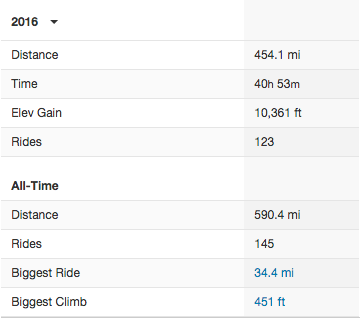 2016
Distance 454.1 mi
Time 40h 53m
Elev Gain 10,361 ft
Rides 123
All-Time
Distance 590.4 mi
Rides 145
Biggest Ride 34.4 mi
Biggest Climb 451 ft